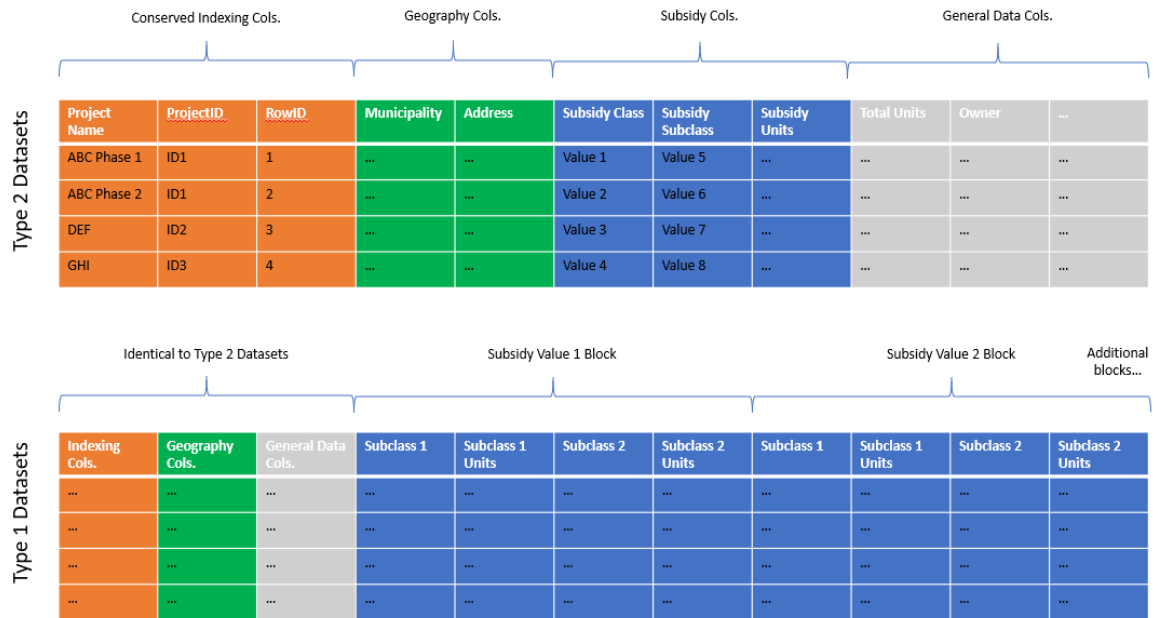 Conserved Indexing Cols.
Geography Cols.
Subsidy Cols.
General Data Cols.
Type 2 Datasets
Project Name ProjectID RowID Municipality Address Subsidy Class Subsidy Subclass Subsidy Units Total Units Owner ...
ABC Phase 1 ID1 1 ... ... Value 1 Value 5 ... ... ... ...
ABC Phase 2 ID1 2 ... ... Value 2 Value 6 ... ... ... ...
DEF ID2 3 ... ... Value 3 Value 7 ... ... ... ...
GHI ID3 4 ... ... Value 4 Value 8 ... ... ... ...
Identical to Type 2 Datasets
Subsidy Value 1 Block
Subsidy Value 2 Block
Additional
blocks...
Type 1 Datasets
Indexing Cols. Geography Cols. General Data Cols. Subclass 1 Subclass 1 Units Subclass 2 Subclass 2 Units Subclass 1 Subclass 1 Units Subclass 2 Subclass 2 Units
... ... ... ... ... ... ... ... ... ... ...
... ... ... ... ... ... ... ... ... ... ...
... ... ... ... ... ... ... ... ... ... ...
... ... ... ... ... ... ... ... ... ... ...